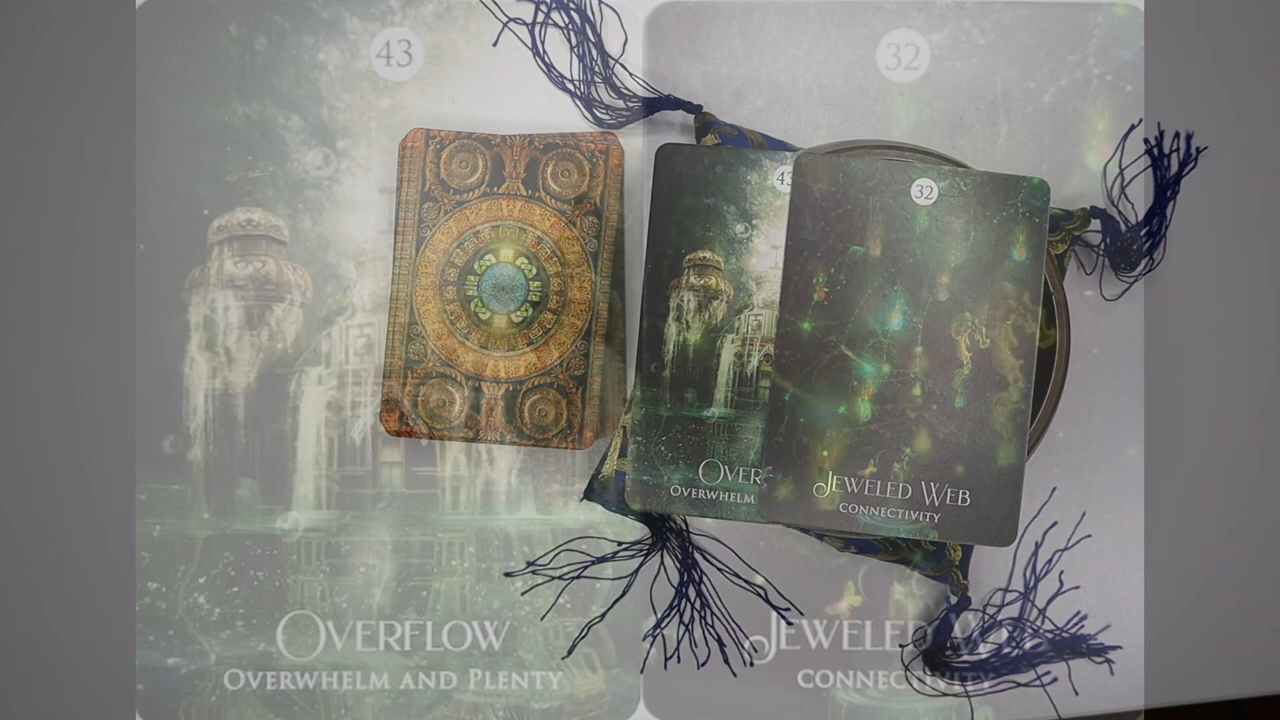 43
32
OVERFLOW
OVERWHELM AND PLENTY
JEWELED W
CONNECTIVITY
43
OVER
OVERWHELM
32
JEWELED WEB
CONNECTIVITY